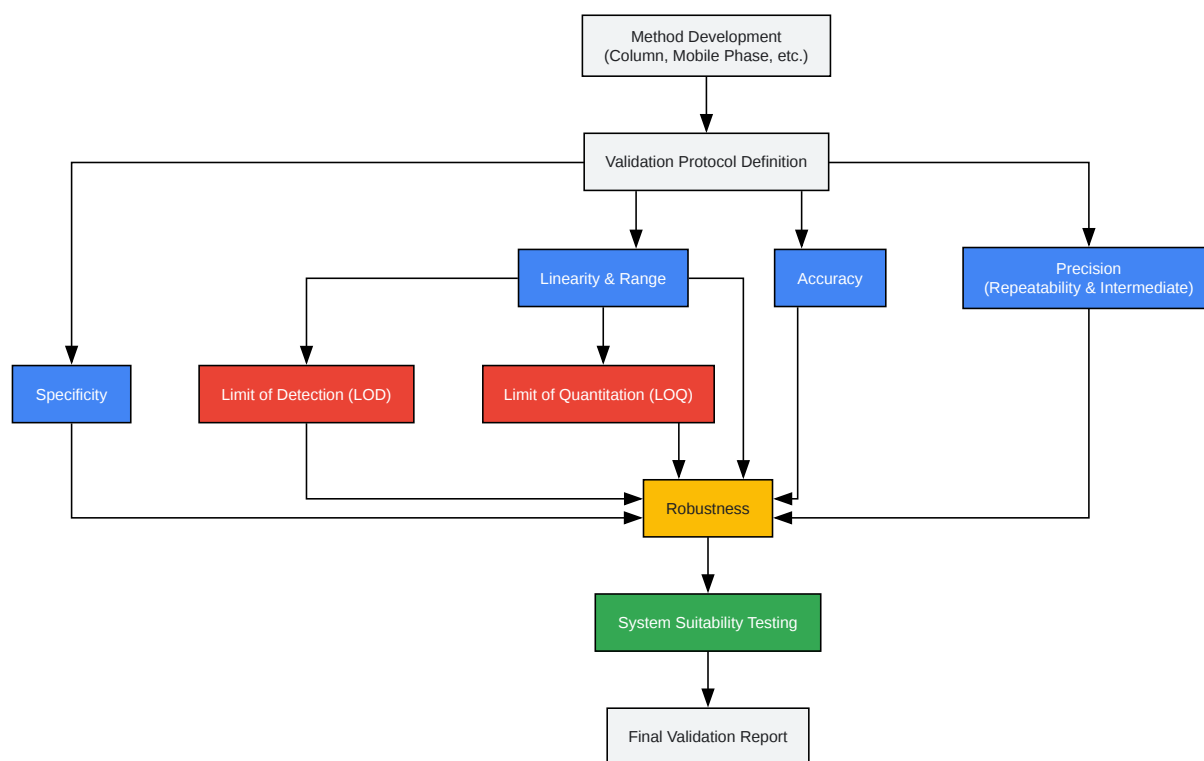 Method Development
(Column, Mobile Phase, etc.)
Validation Protocol Definition
Linearity & Range
Accuracy
Precision
(Repeatability & Intermediate)
Specificity
Limit of Detection (LOD)
Limit of Quantitation (LOQ)
Robustness
System Suitability Testing
Final Validation Report